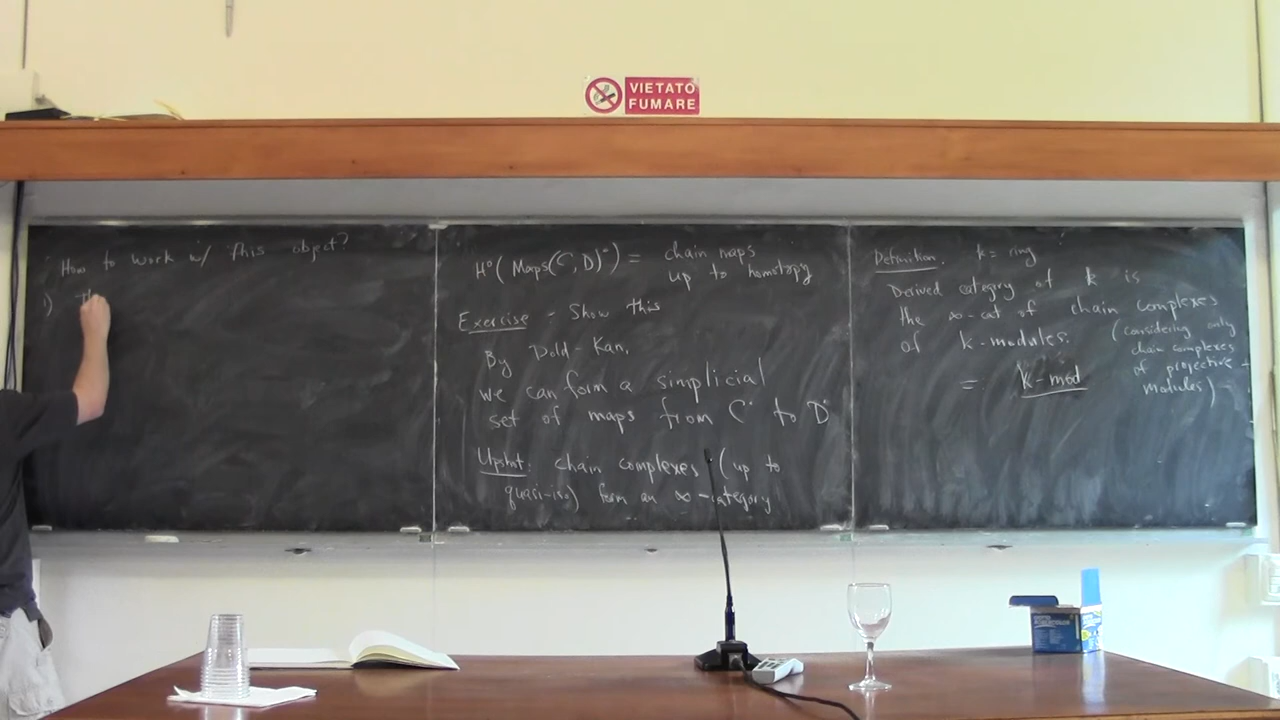 VIETATO
FUMARE
How to work w/ this object?
1) Th
H⁰(Maps(C,D)˙) = chain maps
up to homotopy
Exercise - Show this
By Dold-Kan,
we can form a simplicial
set of maps from C˙ to D˙
Upshot: chain complexes (up to
quasi-iso) form an ∞-category
Definition. k = ring
Derived category of k is
the ∞-cat of chain complexes
of k-modules.
(considering only
chain complexes
of projective
modules)
= k-mod